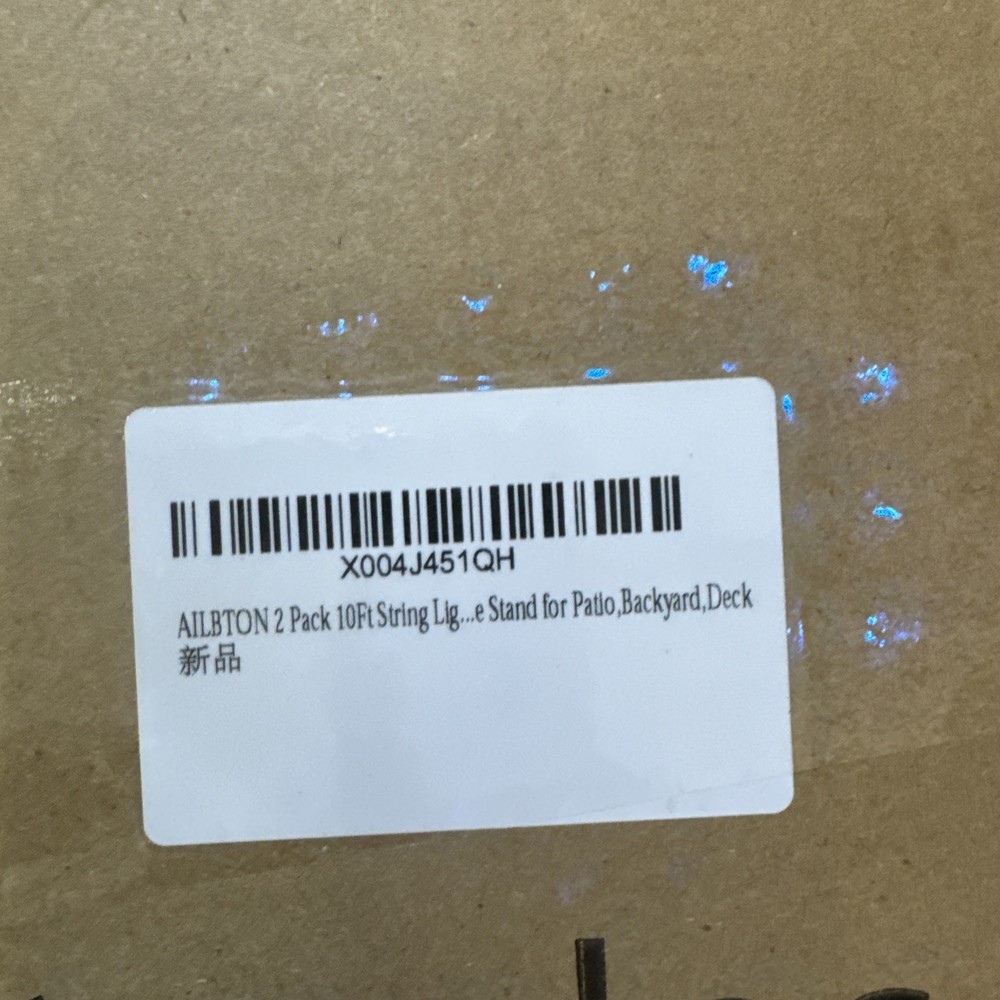 X004J451QH
AILBTON 2 Pack 10Ft String Lig...e Stand for Patio,Backyard,Deck
新品